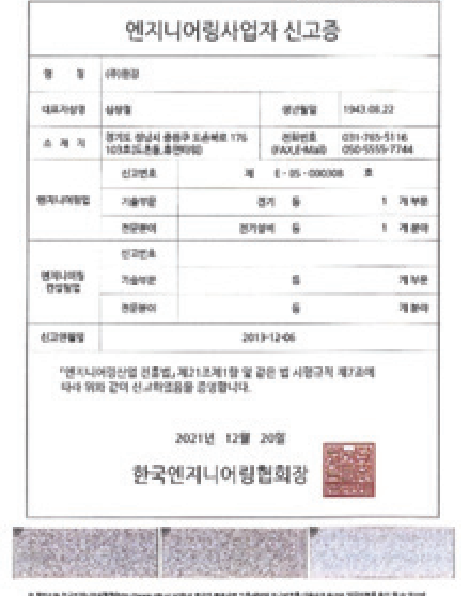 엔지니어링사업자 신고증
명 칭 (주)원강
대표자성명 심상철 생년월일 1943.08.22
소 재 지 경기도 성남시 중원구 도촌북로 176 전화번호 031-765-5116
103호(도촌동, 휴먼타워) (FAX,E-Mail) 050-5555-7744
엔지니어링업 신고번호 제 E - 05 - 000308 호
기술부문 전기 등 1 개 부문
전문분야 전기설비 등 1 개 분야
엔지니어링 컨설팅업 신고번호
기술부문 등 개 부문
전문분야 등 개 분야
신고연월일 2013-12-06
「엔지니어링산업 진흥법」 제21조제1항 및 같은 법 시행규칙 제7조에
따라 위와 같이 신고하였음을 증명합니다.
2021년 12월 20일
한국엔지니어링협회장